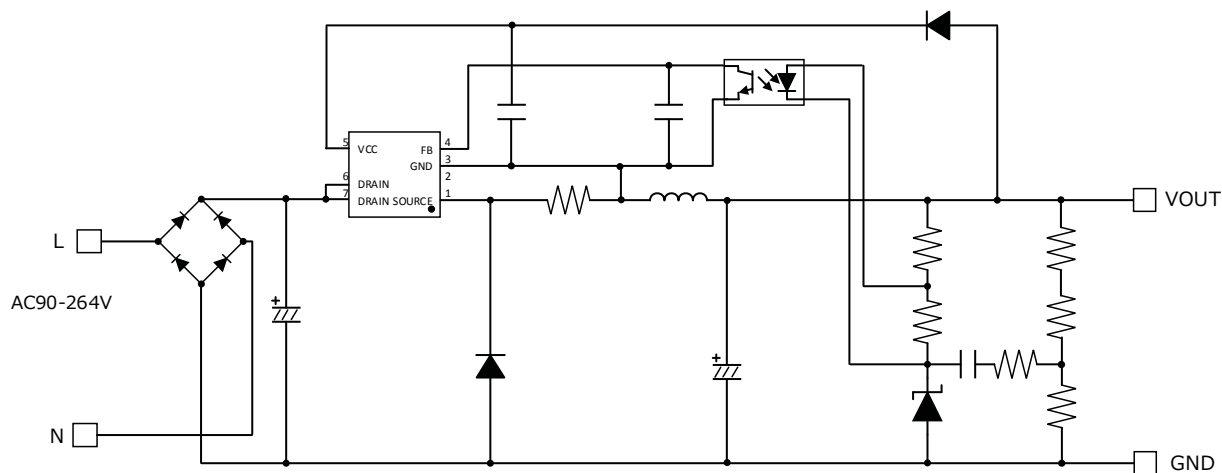 5
VCC
FB
4
GND
3
6
DRAIN
2
7
DRAIN SOURCE
1
VOUT
L
AC90-264V
+
+
N
GND